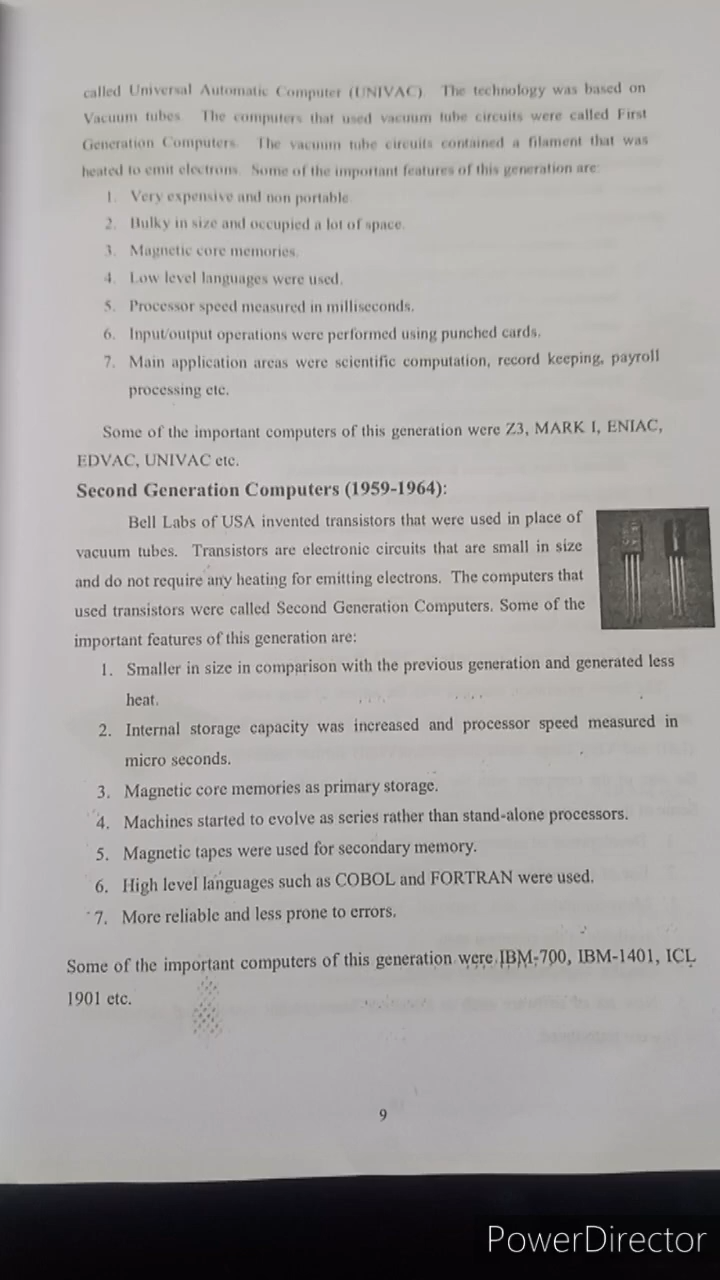 called Universal Automatic Computer (UNIVAC). The technology was based on
Vacuum tubes. The computers that used vacuum tube circuits were called First
Generation Computers. The vacuum tube circuits contained a filament that was
heated to emit electrons. Some of the important features of this generation are:
1. Very expensive and non portable.
2. Bulky in size and occupied a lot of space.
3. Magnetic core memories.
4. Low level languages were used.
5. Processor speed measured in milliseconds.
6. Input/output operations were performed using punched cards.
7. Main application areas were scientific computation, record keeping, payroll
processing etc.
Some of the important computers of this generation were Z3, MARK I, ENIAC,
EDVAC, UNIVAC etc.
Second Generation Computers (1959-1964):
Bell Labs of USA invented transistors that were used in place of
vacuum tubes. Transistors are electronic circuits that are small in size
and do not require any heating for emitting electrons. The computers that
used transistors were called Second Generation Computers. Some of the
important features of this generation are:
1. Smaller in size in comparison with the previous generation and generated less
heat.
2. Internal storage capacity was increased and processor speed measured in
micro seconds.
3. Magnetic core memories as primary storage.
4. Machines started to evolve as series rather than stand-alone processors.
5. Magnetic tapes were used for secondary memory.
6. High level languages such as COBOL and FORTRAN were used.
7. More reliable and less prone to errors.
Some of the important computers of this generation were IBM-700, IBM-1401, ICL
1901 etc.
9
PowerDirector